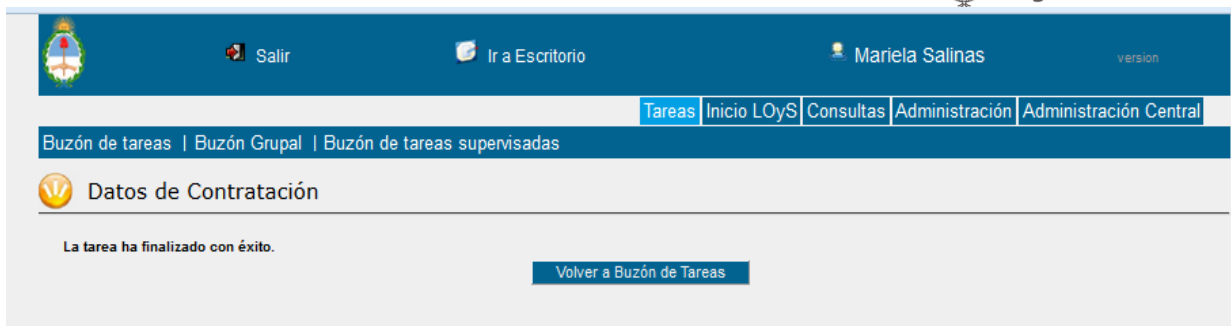 Salir Ir a Escritorio Mariela Salinas version
Tareas Inicio LOyS Consultas Administración Administración Central
Buzón de tareas | Buzón Grupal | Buzón de tareas supervisadas
Datos de Contratación
La tarea ha finalizado con éxito.
Volver a Buzón de Tareas